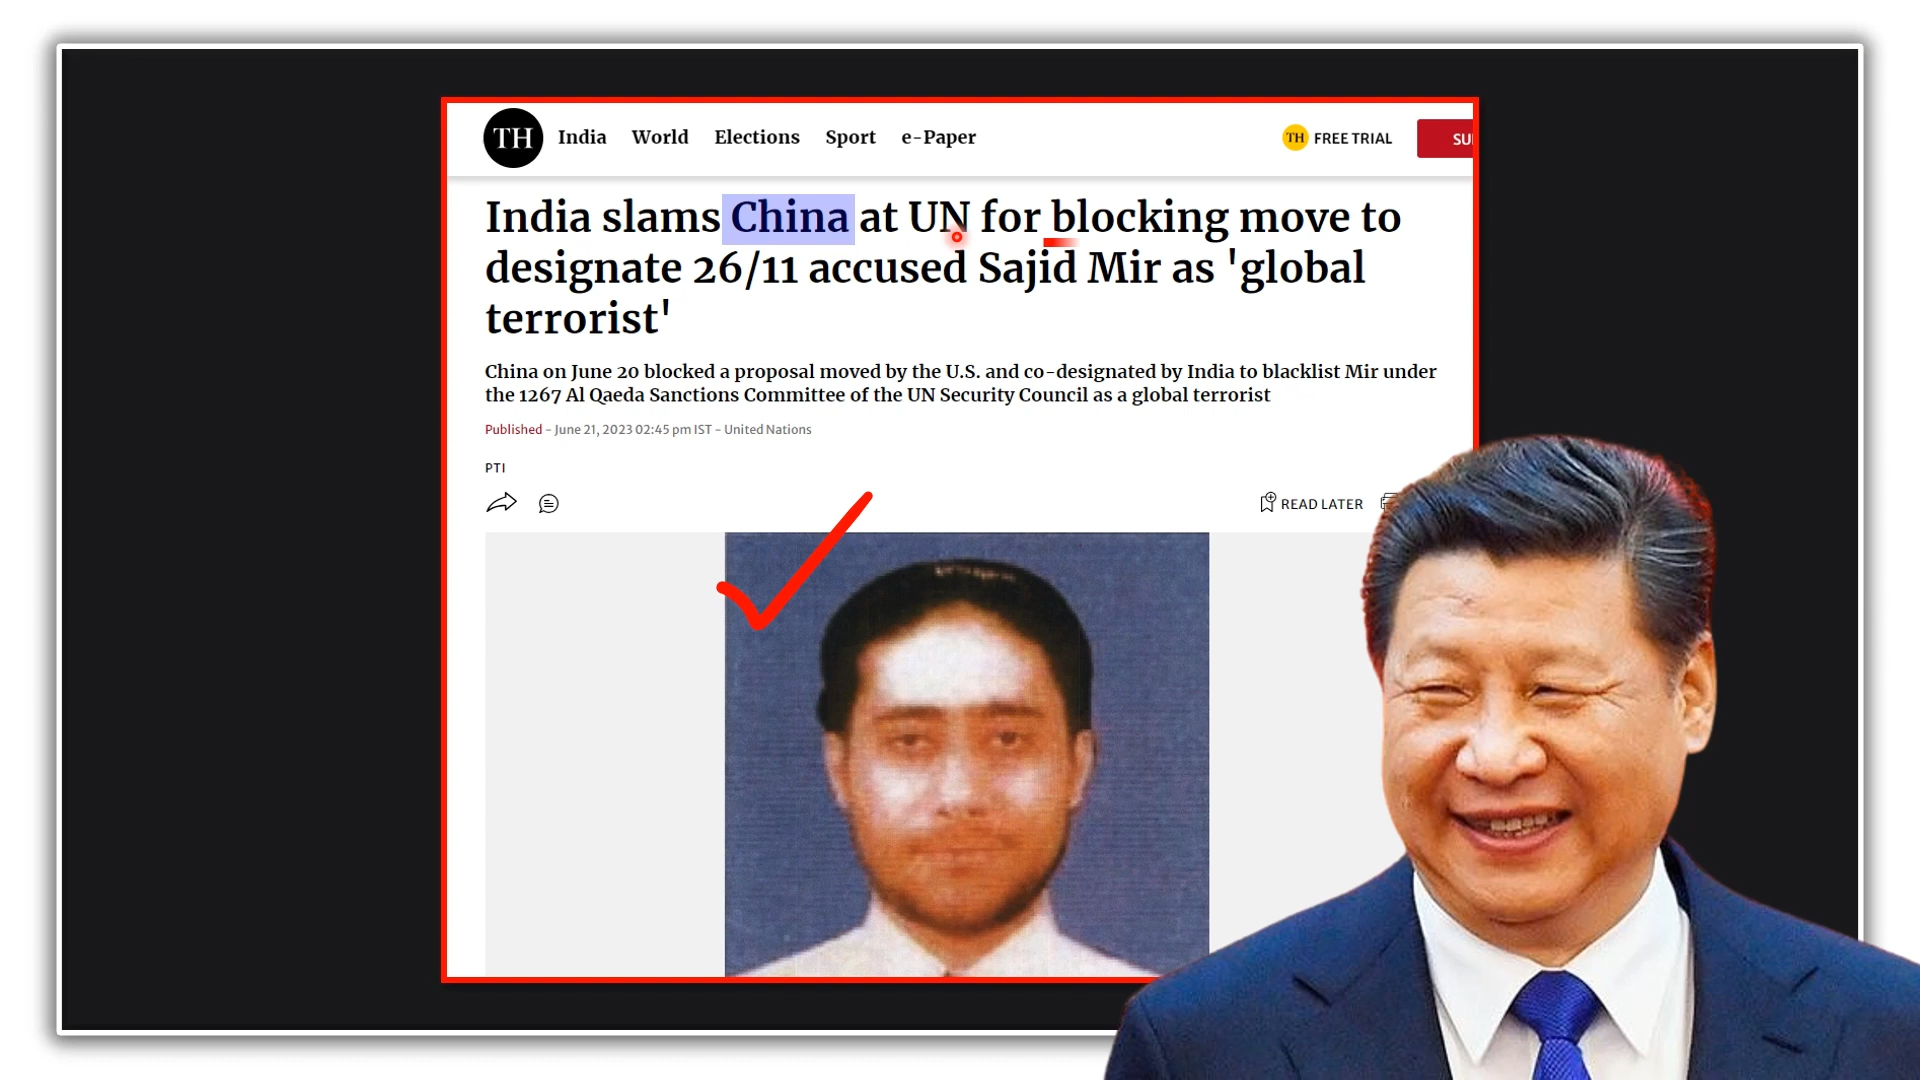 TH India World Elections Sport e-Paper TH FREE TRIAL
India slams China at UN for blocking move to
designate 26/11 accused Sajid Mir as 'global
terrorist'
China on June 20 blocked a proposal moved by the U.S. and co-designated by India to blacklist Mir under
the 1267 Al Qaeda Sanctions Committee of the UN Security Council as a global terrorist
Published - June 21, 2023 02:45 pm IST - United Nations
PTI
READ LATER